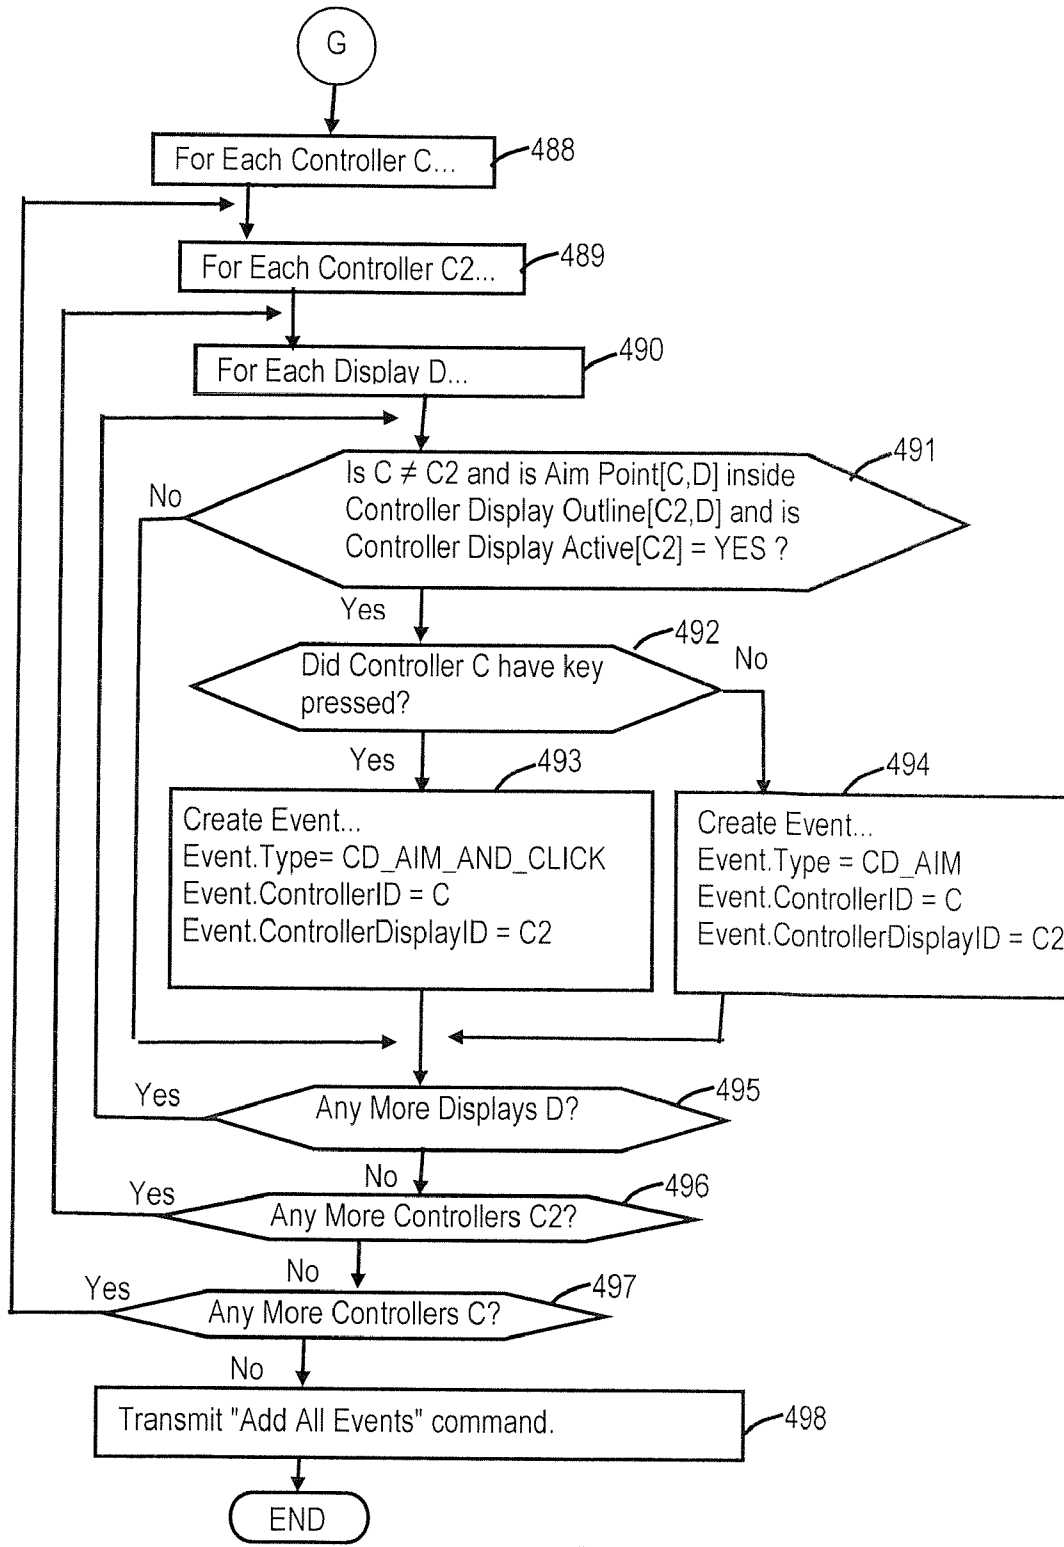 G
For Each Controller C...
488
For Each Controller C2...
489
For Each Display D...
490
Is C ≠ C2 and is Aim Point[C,D] inside
Controller Display Outline[C2,D] and is
Controller Display Active[C2] = YES ?
491
No
Yes
Did Controller C have key
pressed?
492
No
Yes
493
Create Event...
Event.Type= CD_AIM_AND_CLICK
Event.ControllerID = C
Event.ControllerDisplayID = C2
494
Create Event...
Event.Type = CD_AIM
Event.ControllerID = C
Event.ControllerDisplayID = C2
Any More Displays D?
495
Yes
No
Any More Controllers C2?
496
Yes
No
Any More Controllers C?
497
Yes
No
Transmit "Add All Events" command.
498
END